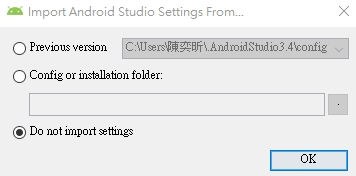 Import Android Studio Settings From...
Previous version C:\Users\陳奕昕\.AndroidStudio3.4\config
Config or installation folder:
.
Do not import settings
OK